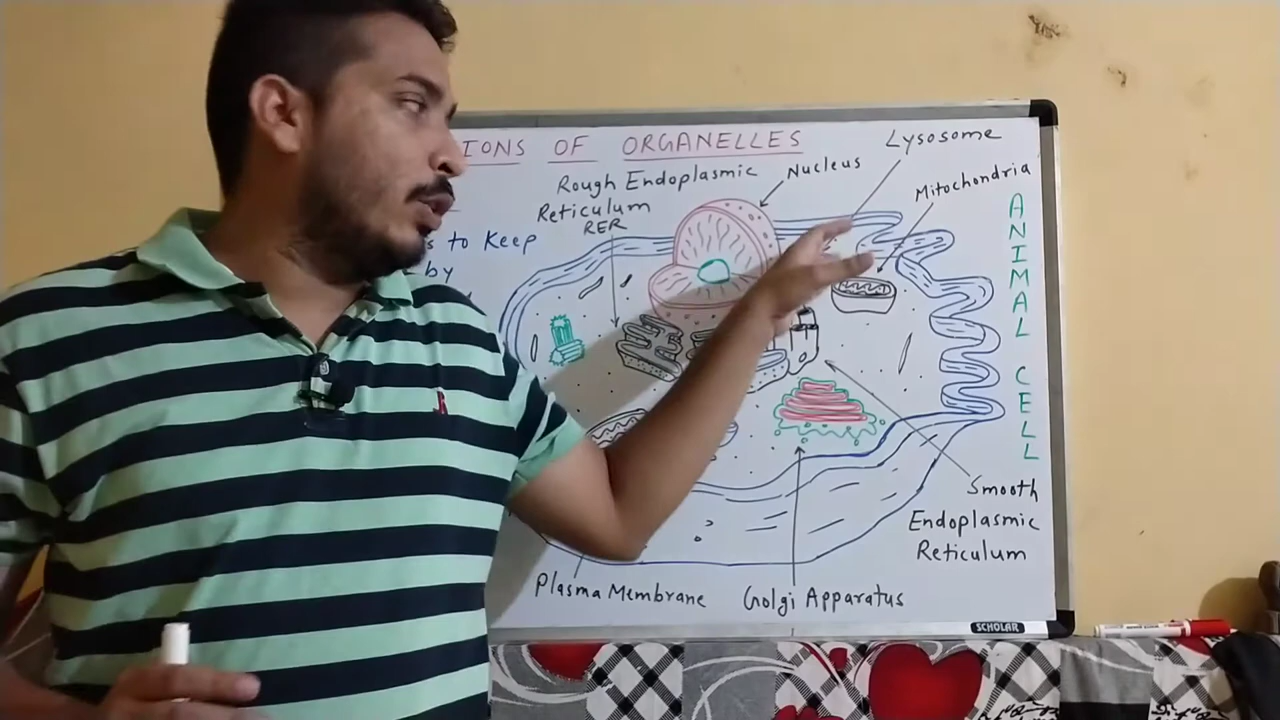 IONS OF ORGANELLES
Lysosome
Nucleus
Mitochondria
Rough Endoplasmic
Reticulum
RER
s to Keep
by
ANIMAL CELL
Smooth
Endoplasmic
Reticulum
Plasma Membrane
Golgi Apparatus
SCHOLAR